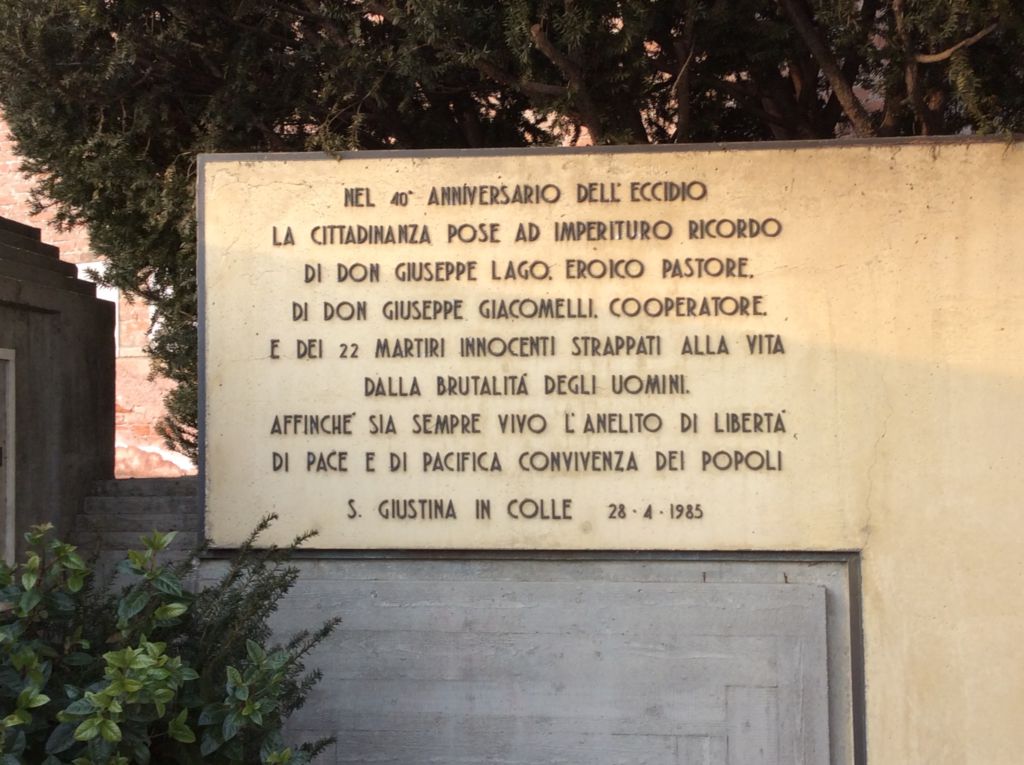 NEL 40° ANNIVERSARIO DELL'ECCIDIO
LA CITTADINANZA POSE AD IMPERITURO RICORDO
DI DON GIUSEPPE LAGO, EROICO PASTORE,
DI DON GIUSEPPE GIACOMELLI, COOPERATORE,
E DEI 22 MARTIRI INNOCENTI STRAPPATI ALLA VITA
DALLA BRUTALITÁ DEGLI UOMINI,
AFFINCHÉ SIA SEMPRE VIVO L'ANELITO DI LIBERTÁ
DI PACE E DI PACIFICA CONVIVENZA DEI POPOLI
S. GIUSTINA IN COLLE 28·4·1985